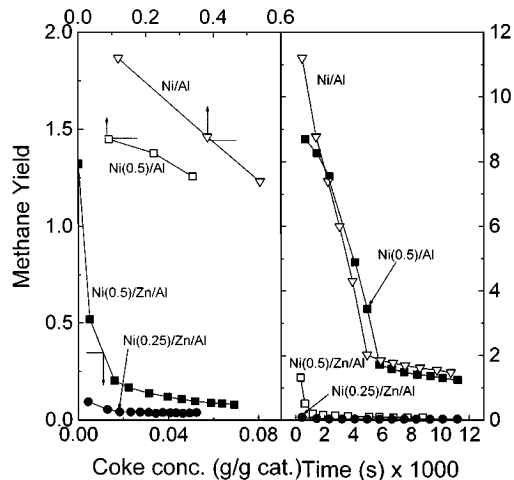 0.0 0.2 0.4 0.6
2.0
1.5
1.0
0.5
0.0
12
10
8
6
4
2
0
Methane Yield
Ni/Al
Ni(0.5)/Al
Ni(0.5)/Zn/Al
Ni(0.25)/Zn/Al
Ni/Al
Ni(0.5)/Al
Ni(0.5)/Zn/Al
Ni(0.25)/Zn/Al
0.00 0.04 0.08
0 2 4 6 8 10 12
Coke conc. (g/g cat.) Time (s) x 1000